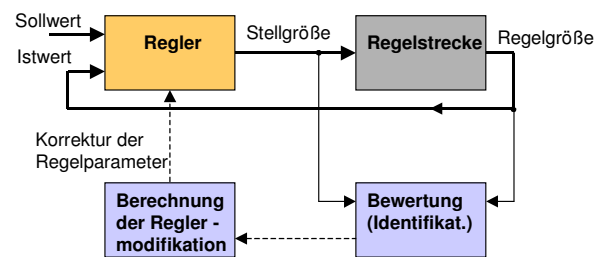 Sollwert
Istwert
Regler
Stellgröße
Regelstrecke
Regelgröße
Korrektur der
Regelparameter
Berechnung
der Regler -
modifikation
Bewertung
(Identifikat.)